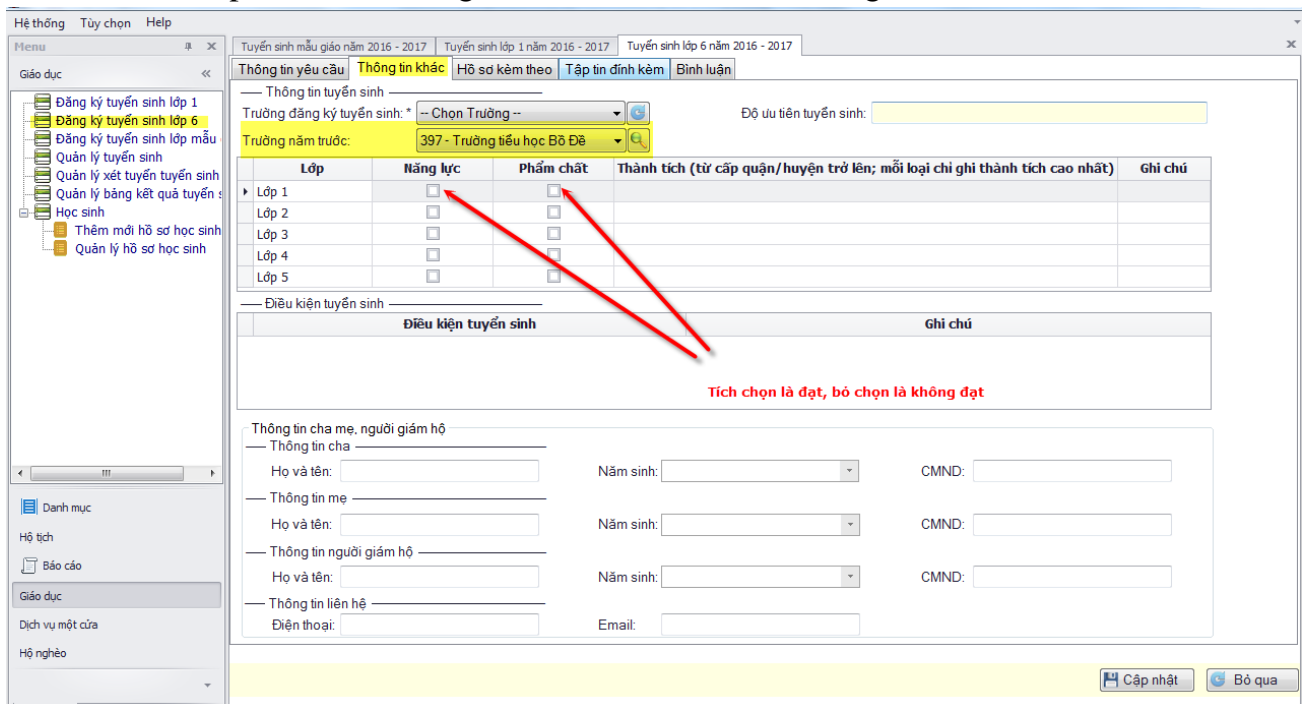 Hệ thống Tùy chọn Help
Menu
Tuyển sinh mẫu giáo năm 2016 - 2017 Tuyển sinh lớp 1 năm 2016 - 2017 Tuyển sinh lớp 6 năm 2016 - 2017
Giáo dục
Thông tin yêu cầu Thông tin khác Hồ sơ kèm theo Tập tin đính kèm Bình luận
Đăng ký tuyển sinh lớp 1
Đăng ký tuyển sinh lớp 6
Đăng ký tuyển sinh lớp mẫu
Quản lý tuyển sinh
Quản lý xét tuyển tuyển sinh
Quản lý bảng kết quả tuyển s
Học sinh
Thêm mới hồ sơ học sinh
Quản lý hồ sơ học sinh
Thông tin tuyển sinh
Trường đăng ký tuyển sinh: * -- Chọn Trường -- Độ ưu tiên tuyển sinh:
Trường năm trước: 397 - Trường tiểu học Bồ Đề
Lớp Năng lực Phẩm chất Thành tích (từ cấp quận/huyện trở lên; mỗi loại chỉ ghi thành tích cao nhất) Ghi chú
Lớp 1
Lớp 2
Lớp 3
Lớp 4
Lớp 5
Điều kiện tuyển sinh
Điều kiện tuyển sinh Ghi chú
Tích chọn là đạt, bỏ chọn là không đạt
Thông tin cha mẹ, người giám hộ
Thông tin cha
Họ và tên: Năm sinh: CMND:
Thông tin mẹ
Họ và tên: Năm sinh: CMND:
Thông tin người giám hộ
Họ và tên: Năm sinh: CMND:
Thông tin liên hệ
Điện thoại: Email:
Danh mục
Hộ tịch
Báo cáo
Giáo dục
Dịch vụ một cửa
Hộ nghèo
Cập nhật Bỏ qua